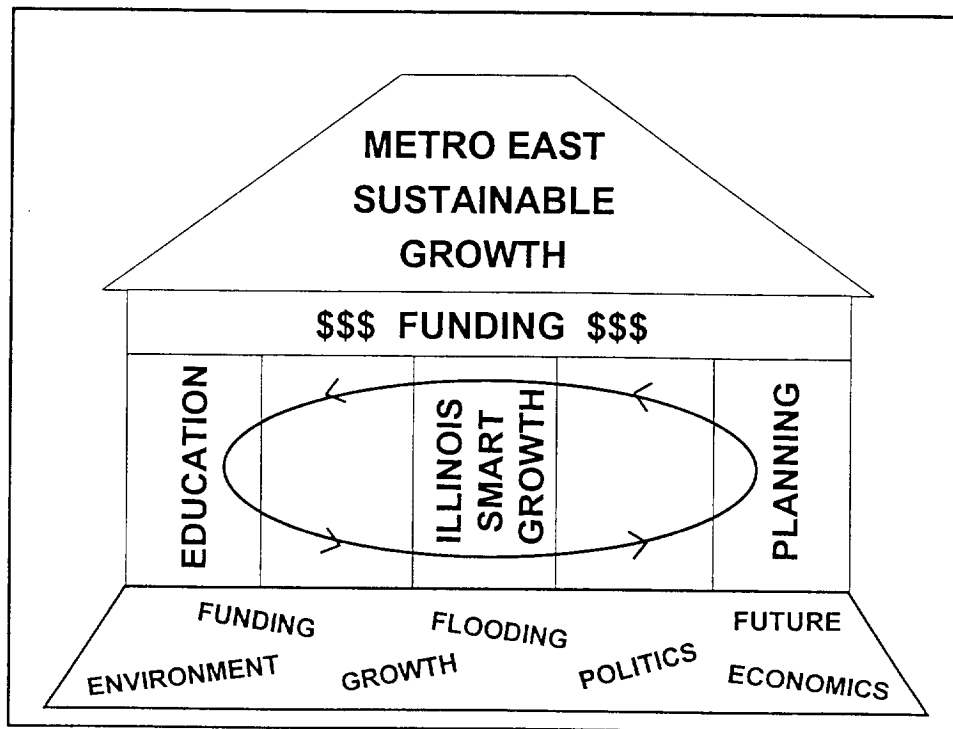 METRO EAST
SUSTAINABLE
GROWTH
$$$ FUNDING $$$
EDUCATION
ILLINOIS
SMART
GROWTH
PLANNING
FUNDING
FLOODING
FUTURE
ENVIRONMENT
GROWTH
POLITICS
ECONOMICS